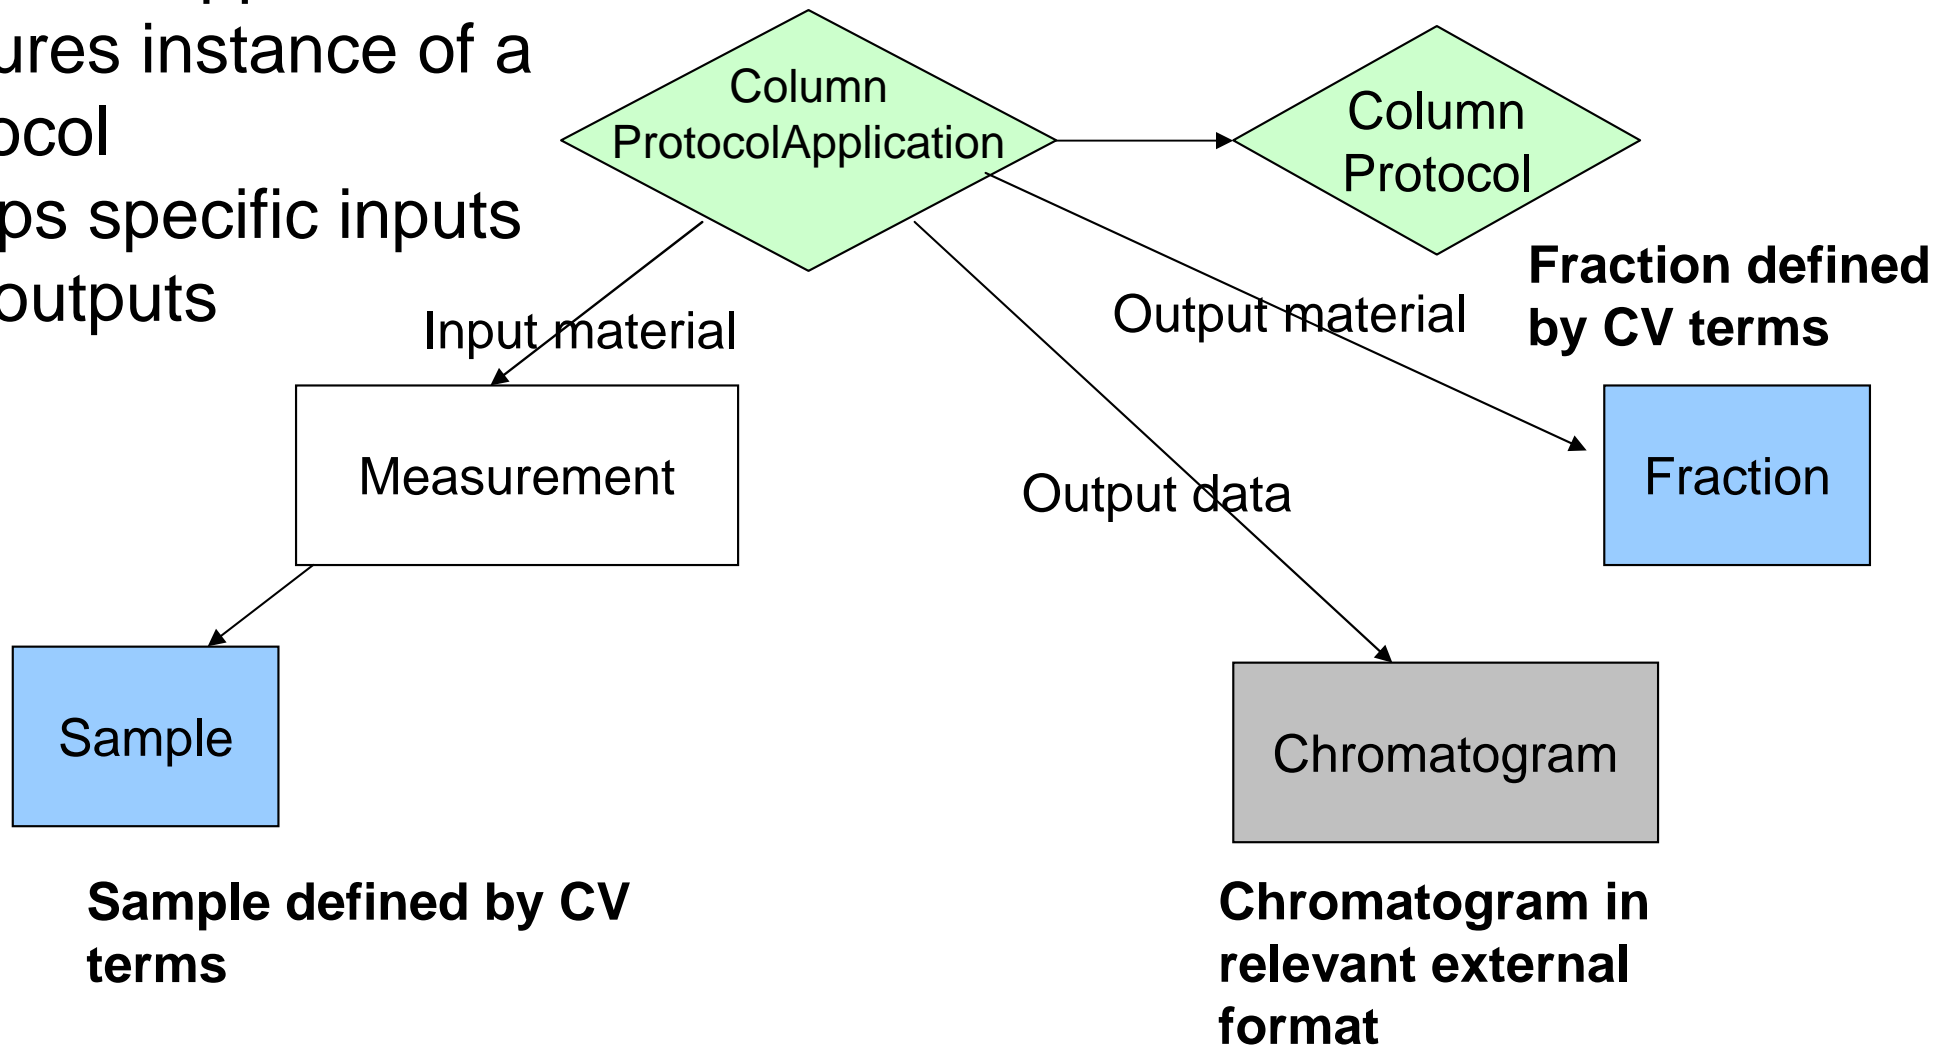 ures instance of a
ocol
ps specific inputs
outputs
Column
ProtocolApplication
Column
Protocol
Fraction defined
by CV terms
Input material
Output material
Measurement
Output data
Fraction
Sample
Chromatogram
Sample defined by CV
terms
Chromatogram in
relevant external
format